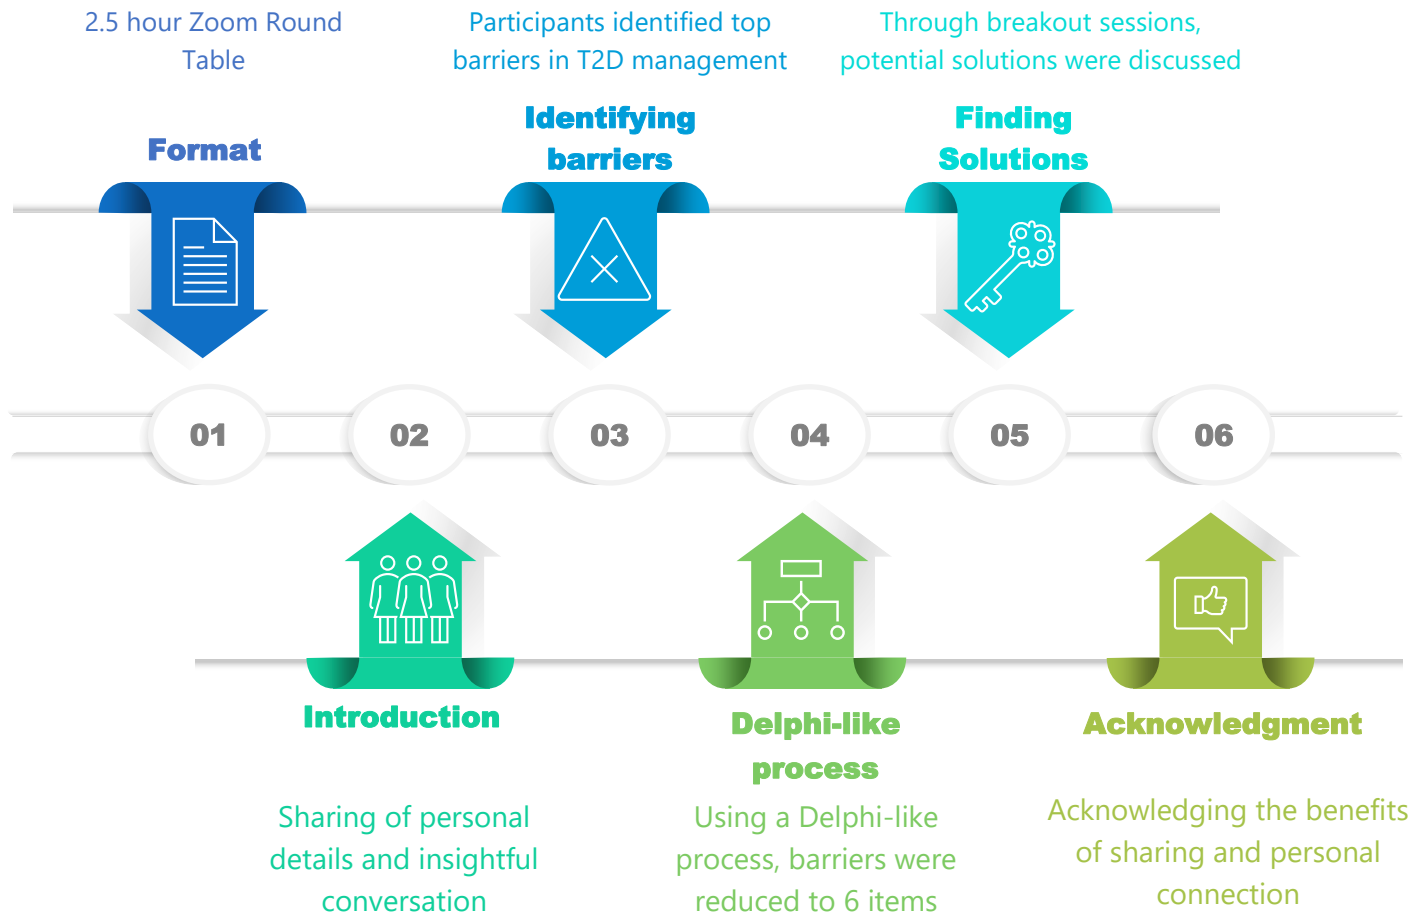 2.5 hour Zoom Round
Table
Format
Participants identified top
barriers in T2D management
Identifying
barriers
Through breakout sessions,
potential solutions were discussed
Finding
Solutions
01
02
03
04
05
06
Introduction
Sharing of personal
details and insightful
conversation
Delphi-like
process
Using a Delphi-like
process, barriers were
reduced to 6 items
Acknowledgment
Acknowledging the benefits
of sharing and personal
connection